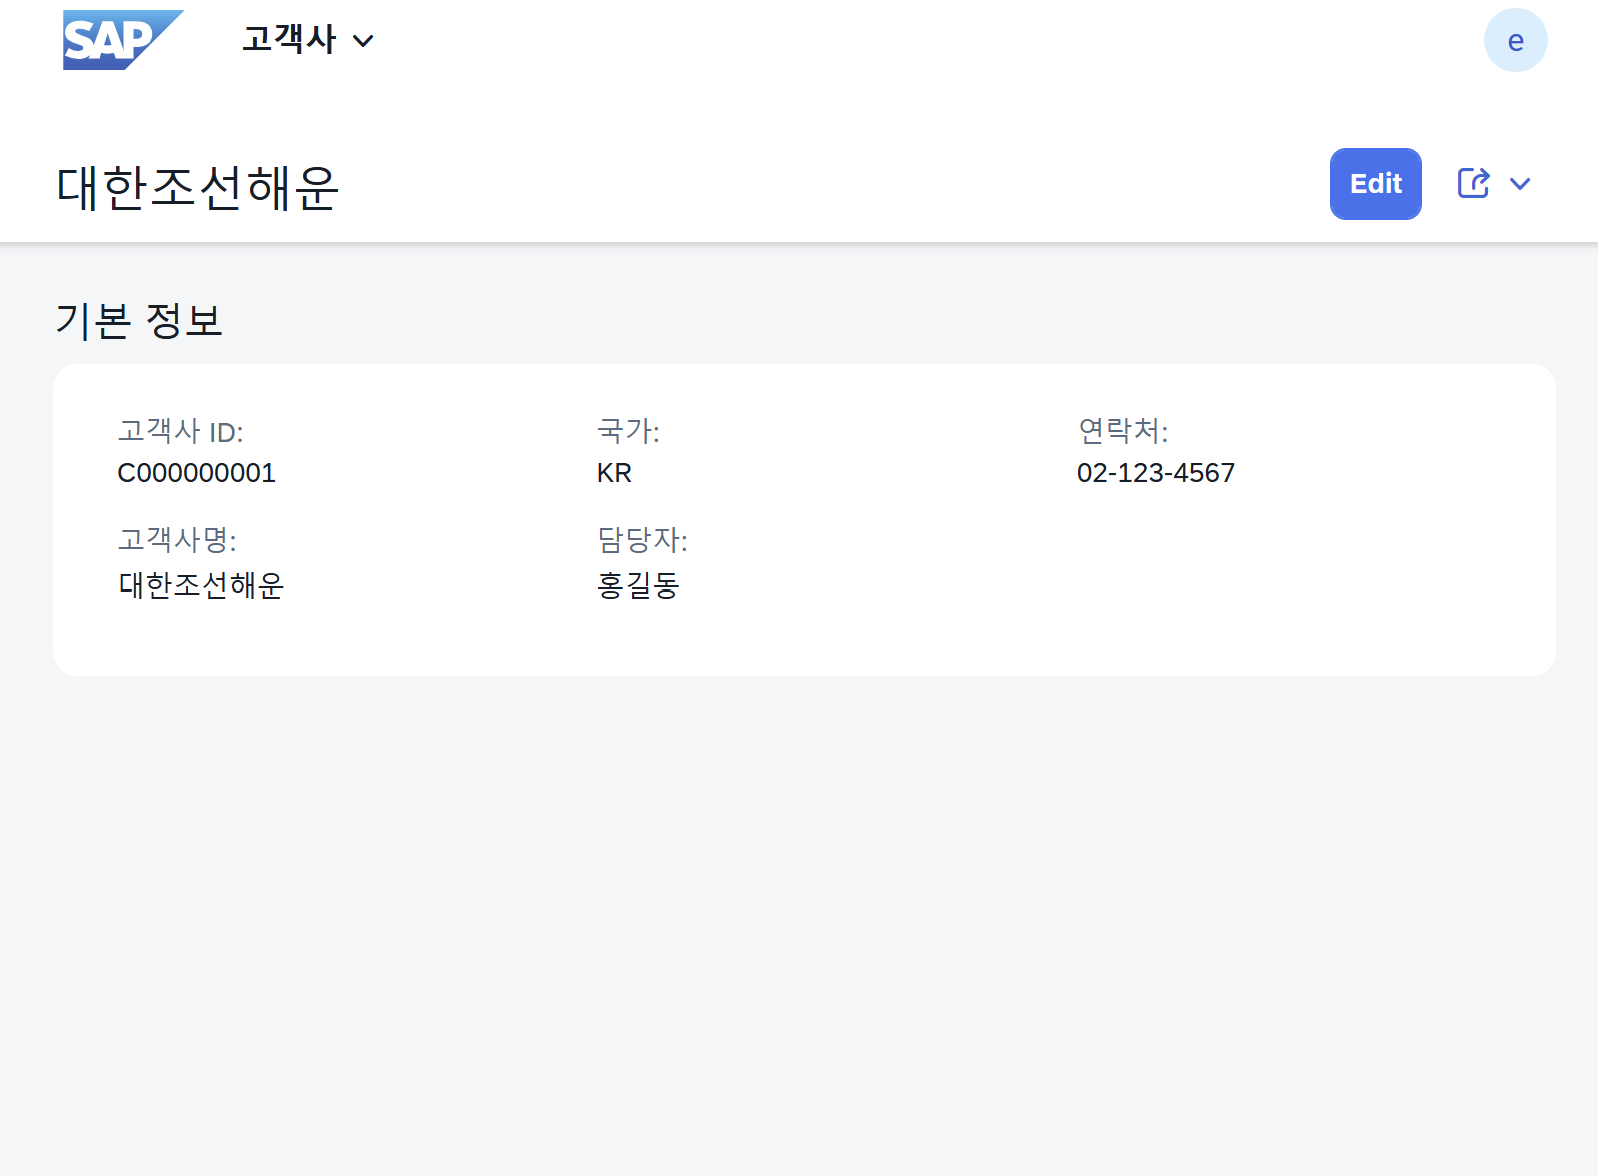 SAP 고객사
e
대한조선해운
Edit
기본 정보
고객사 ID:
C000000001
고객사명:
대한조선해운
국가:
KR
담당자:
홍길동
연락처:
02-123-4567